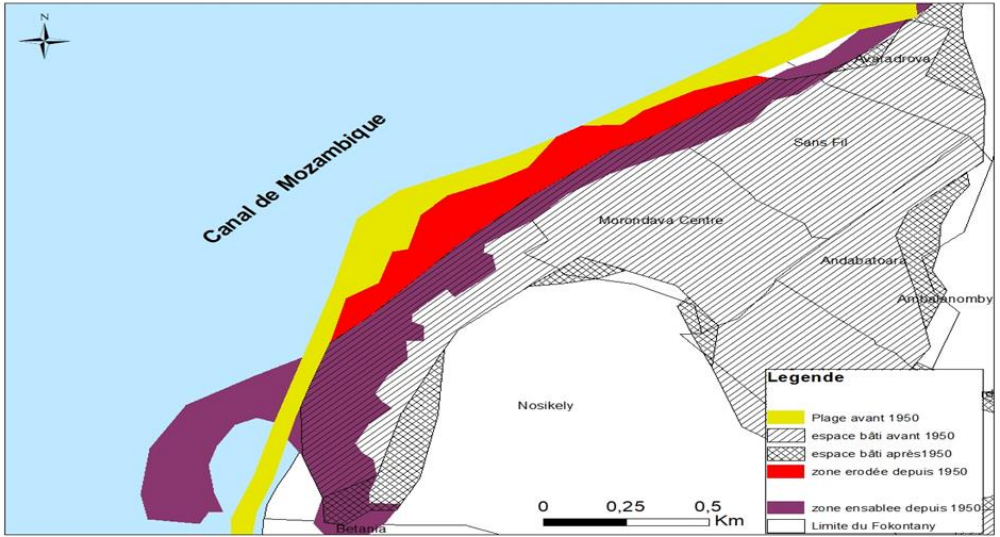 N
Canal de Mozambique
Avaradrova
Sans Fil
Morondava Centre
Andabatoara
Ambalanomby
Nosikely
Betania
Legende
Plage avant 1950
espace bâti avant 1950
espace bâti après1950
zone erodée depuis 1950
zone ensablee depuis 1950
Limite du Fokontany
0 0,25 0,5
Km